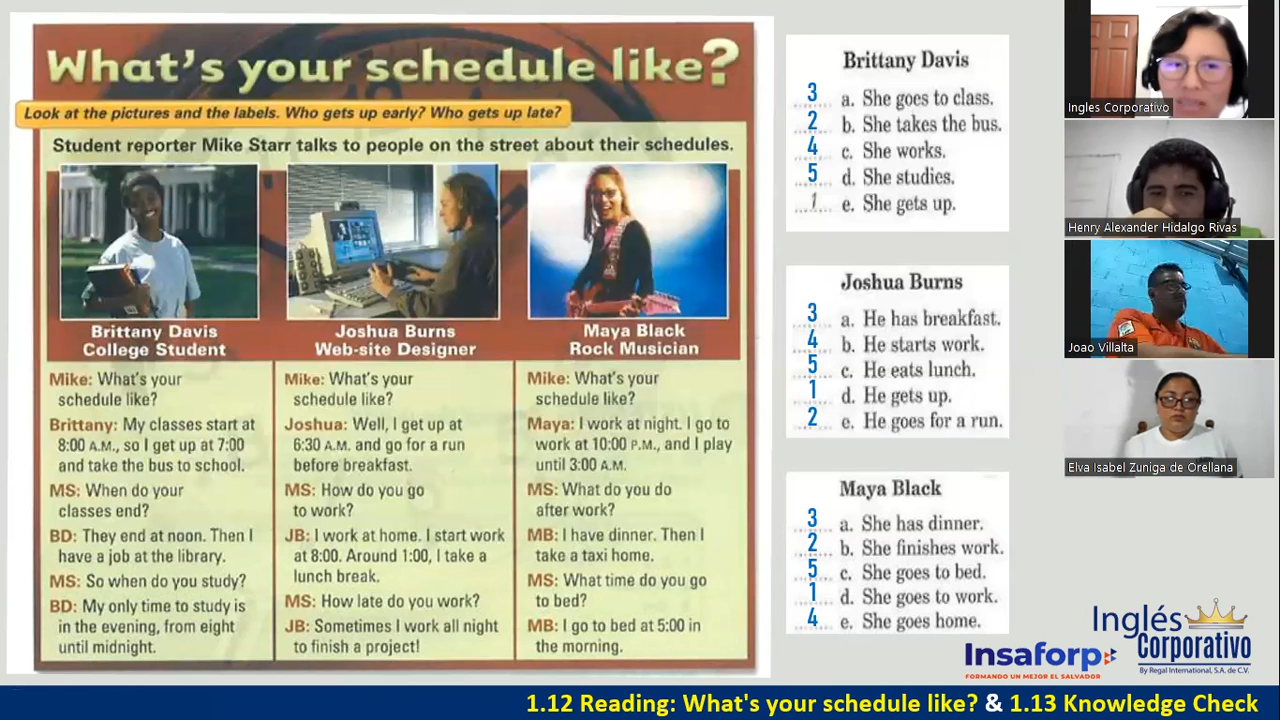 What's your schedule like?
Look at the pictures and the labels. Who gets up early? Who gets up late?
Student reporter Mike Starr talks to people on the street about their schedules.
Brittany Davis
College Student
Mike: What's your
schedule like?
Brittany: My classes start at
8:00 A.M., so I get up at 7:00
and take the bus to school.
MS: When do your
classes end?
BD: They end at noon. Then I
have a job at the library.
MS: So when do you study?
BD: My only time to study is
in the evening, from eight
until midnight.
Joshua Burns
Web-site Designer
Mike: What's your
schedule like?
Joshua: Well, I get up at
6:30 A.M. and go for a run
before breakfast.
MS: How do you go
to work?
JB: I work at home. I start work
at 8:00. Around 1:00, I take a
lunch break.
MS: How late do you work?
JB: Sometimes I work all night
to finish a project!
Maya Black
Rock Musician
Mike: What's your
schedule like?
Maya: I work at night. I go to
work at 10:00 P.M., and I play
until 3:00 A.M.
MS: What do you do
after work?
MB: I have dinner. Then I
take a taxi home.
MS: What time do you go
to bed?
MB: I go to bed at 5:00 in
the morning.
Brittany Davis
3 a. She goes to class.
2 b. She takes the bus.
4 c. She works.
5 d. She studies.
1 e. She gets up.
Joshua Burns
3 a. He has breakfast.
4 b. He starts work.
5 c. He eats lunch.
1 d. He gets up.
2 e. He goes for a run.
Maya Black
3 a. She has dinner.
2 b. She finishes work.
5 c. She goes to bed.
1 d. She goes to work.
4 e. She goes home.
Ingles Corporativo
Henry Alexander Hidalgo Rivas
Joao Villalta
Elva Isabel Zuniga de Orellana
Insaforp
FORMANDO UN MEJOR EL SALVADOR
Inglés
Corporativo
By Regal International, S.A. de C.V.
1.12 Reading: What's your schedule like? & 1.13 Knowledge Check